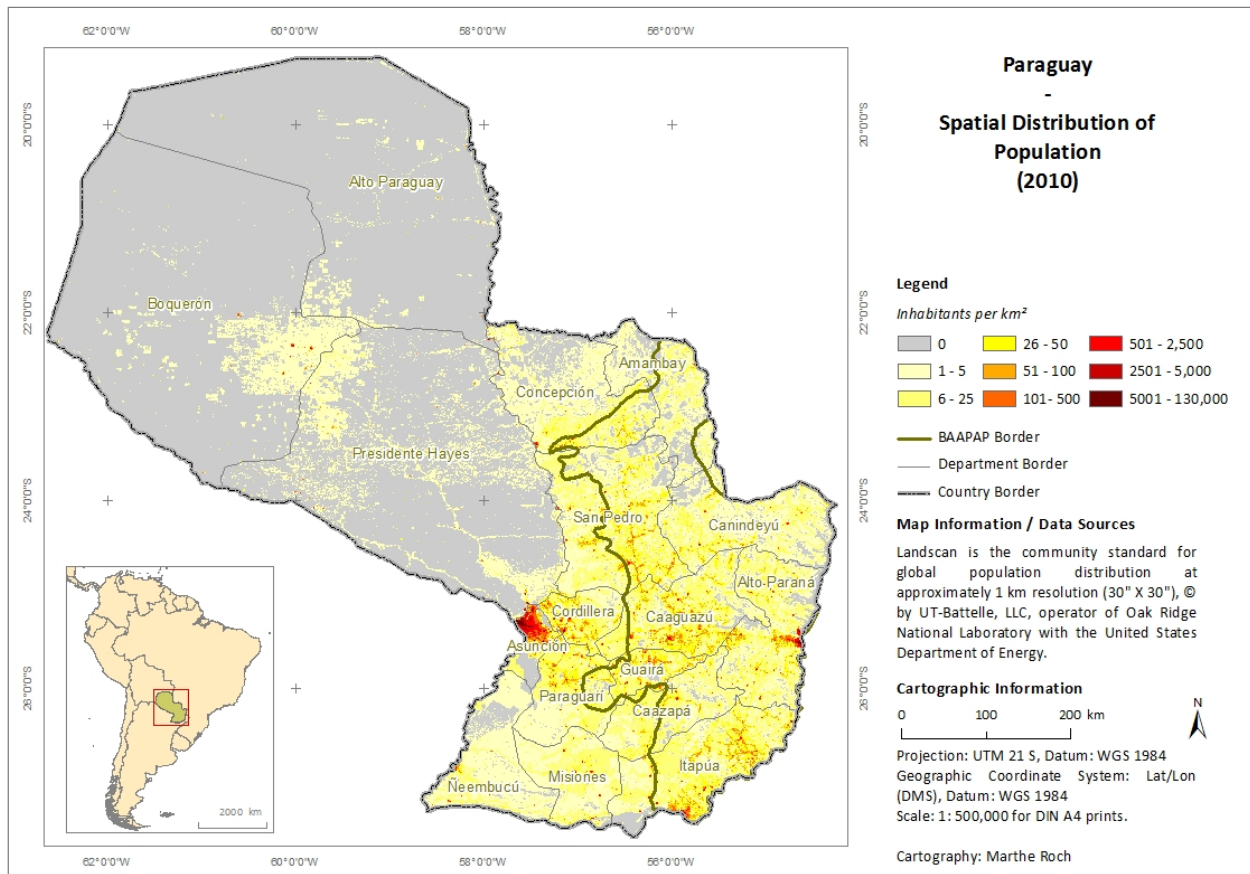 62°0'0"W 60°0'0"W 58°0'0"W 56°0'0"W
20°0'0"S 20°0'0"S
22°0'0"S 22°0'0"S
24°0'0"S 24°0'0"S
26°0'0"S 26°0'0"S
Alto Paraguay
Boquerón
Amambay
Concepción
Presidente Hayes
San Pedro
Canindeyú
Alto Paraná
Cordillera
Caaguazú
Asunción
Guairá
Paraguarí
Caazapá
Itapúa
Misiones
Ñeembucú
2000 km
62°0'0"W 60°0'0"W 58°0'0"W 56°0'0"W
Paraguay
-
Spatial Distribution of
Population
(2010)
Legend
Inhabitants per km²
0 26 - 50 501 - 2,500
1 - 5 51 - 100 2501 - 5,000
6 - 25 101 - 500 5001 - 130,000
BAAPAP Border
Department Border
Country Border
Map Information / Data Sources
Landscan is the community standard for
global population distribution at
approximately 1 km resolution (30" X 30"), ©
by UT-Battelle, LLC, operator of Oak Ridge
National Laboratory with the United States
Department of Energy.
Cartographic Information
0 100 200 km
N
Projection: UTM 21 S, Datum: WGS 1984
Geographic Coordinate System: Lat/Lon
(DMS), Datum: WGS 1984
Scale: 1: 500,000 for DIN A4 prints.
Cartography: Marthe Roch